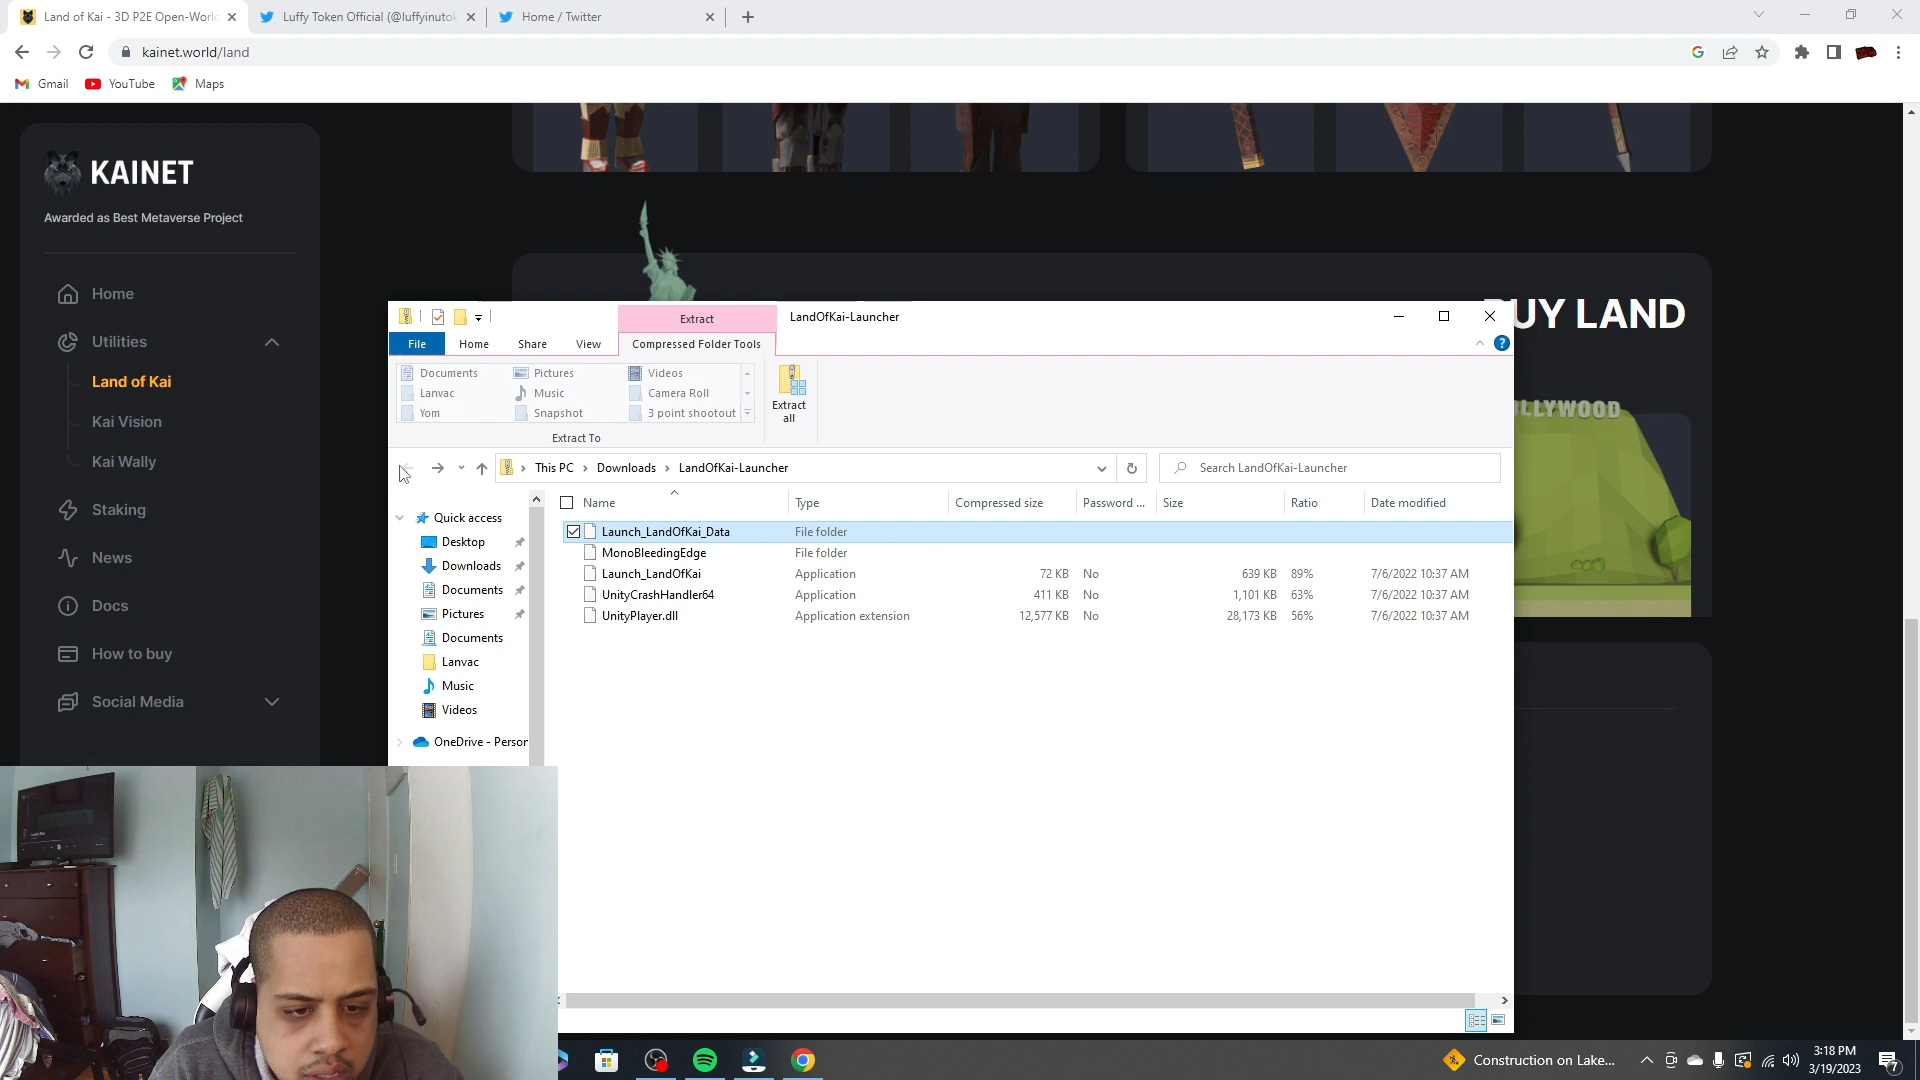 Land of Kai - 3D P2E Open-Worl
Luffy Token Official (@luffyinutok
Home / Twitter
kainet.world/land
Gmail
YouTube
Maps
KAINET
Awarded as Best Metaverse Project
Home
Utilities
Land of Kai
Kai Vision
Kai Wally
Staking
News
Docs
How to buy
Social Media
BUY LAND
OLLYWOOD
Extract
LandOfKai-Launcher
File
Home
Share
View
Compressed Folder Tools
Documents
Pictures
Videos
Lanvac
Music
Camera Roll
Yom
Snapshot
3 point shootout
Extract To
Extract
all
This PC
Downloads
LandOfKai-Launcher
Search LandOfKai-Launcher
Name
Type
Compressed size
Password ...
Size
Ratio
Date modified
Launch_LandOfKai_Data File folder
MonoBleedingEdge File folder
Launch_LandOfKai Application 72 KB No 639 KB 89% 7/6/2022 10:37 AM
UnityCrashHandler64 Application 411 KB No 1,101 KB 63% 7/6/2022 10:37 AM
UnityPlayer.dll Application extension 12,577 KB No 28,173 KB 56% 7/6/2022 10:37 AM
Quick access
Desktop
Downloads
Documents
Pictures
Documents
Lanvac
Music
Videos
OneDrive - Person
Construction on Lake...
3:18 PM
3/19/2023
7